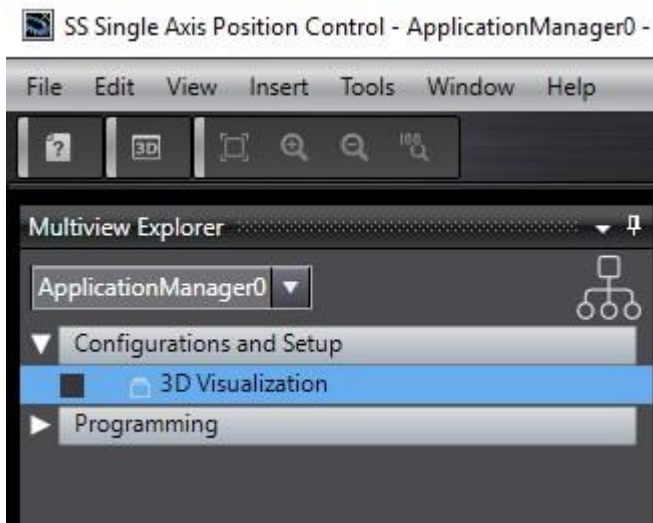 SS Single Axis Position Control - ApplicationManager0 -
File Edit View Insert Tools Window Help
? 3D 100
Multiview Explorer
ApplicationManager0
Configurations and Setup
3D Visualization
Programming